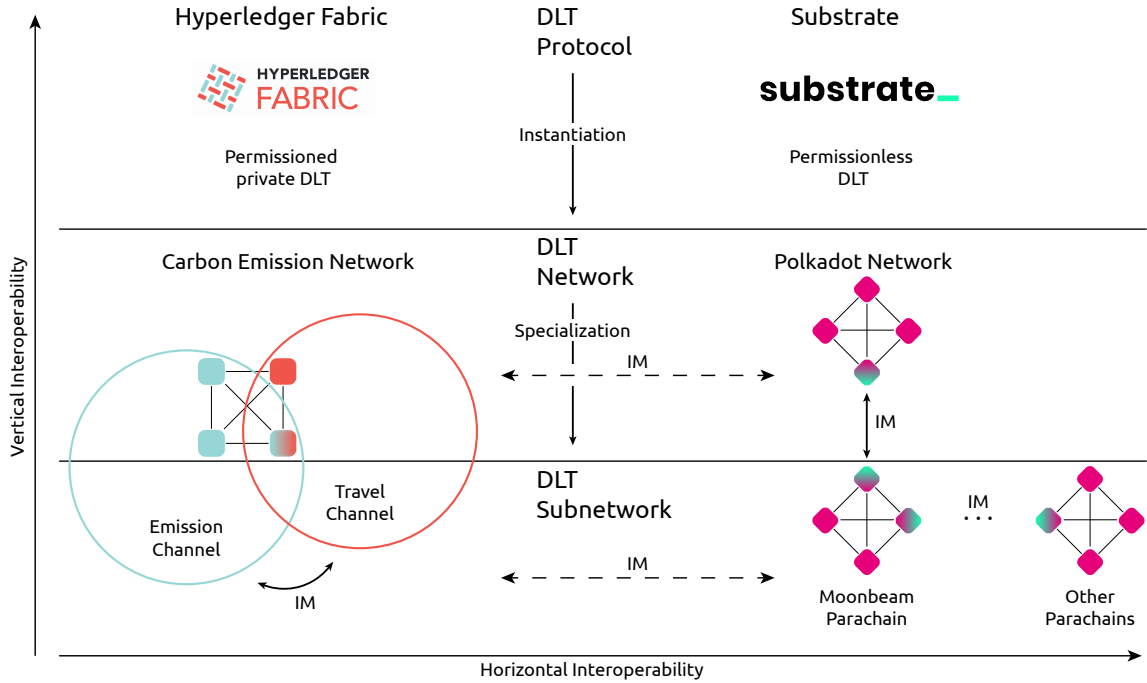 Hyperledger Fabric
DLT
Protocol
Substrate
HYPERLEDGER
FABRIC
substrate_
Instantiation
Permissioned
private DLT
Permissionless
DLT
Vertical Interoperability
Carbon Emission Network
DLT
Network
Polkadot Network
Specialization
IM
IM
DLT
Subnetwork
Travel
Channel
Emission
Channel
IM
IM
IM
...
Moonbeam
Parachain
Other
Parachains
Horizontal Interoperability